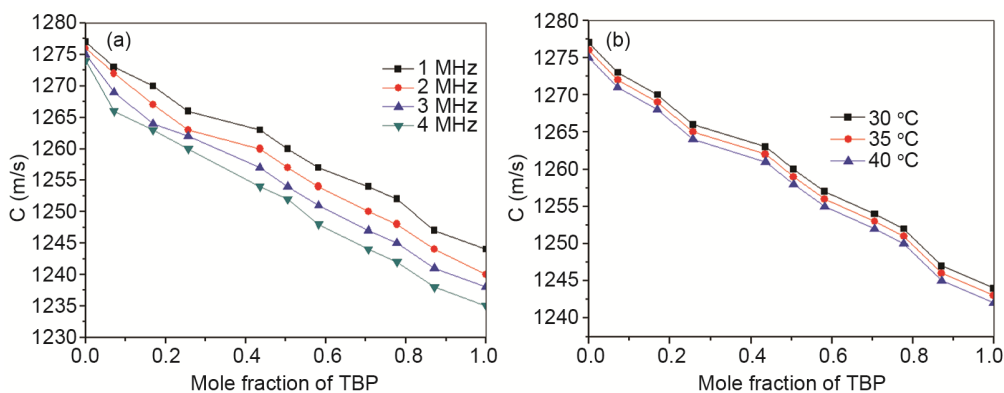 (a)
1 MHz
2 MHz
3 MHz
4 MHz
1280
1275
1270
1265
1260
1255
1250
1245
1240
1235
1230
C (m/s)
0.0 0.2 0.4 0.6 0.8 1.0
Mole fraction of TBP
(b)
30 °C
35 °C
40 °C
1280
1275
1270
1265
1260
1255
1250
1245
1240
C (m/s)
0.0 0.2 0.4 0.6 0.8 1.0
Mole fraction of TBP